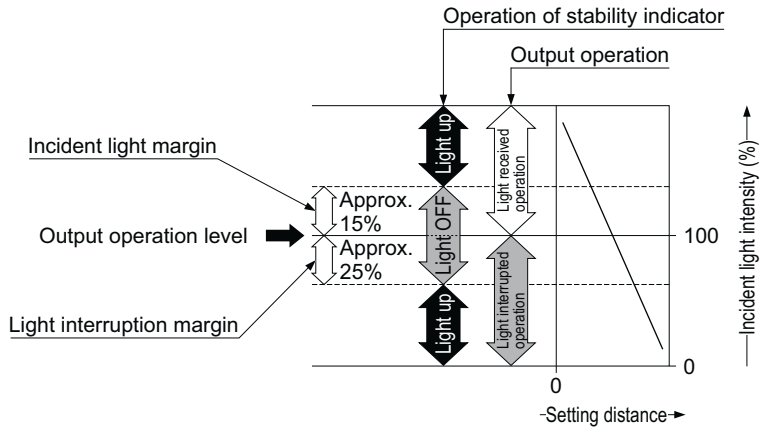 Operation of stability indicator
Output operation
Incident light margin
Approx.
15%
Output operation level
Approx.
25%
Light interruption margin
Light up
Light OFF
Light up
Light received
operation
Light interrupted
operation
100
0
0
Setting distance
Incident light intensity (%)